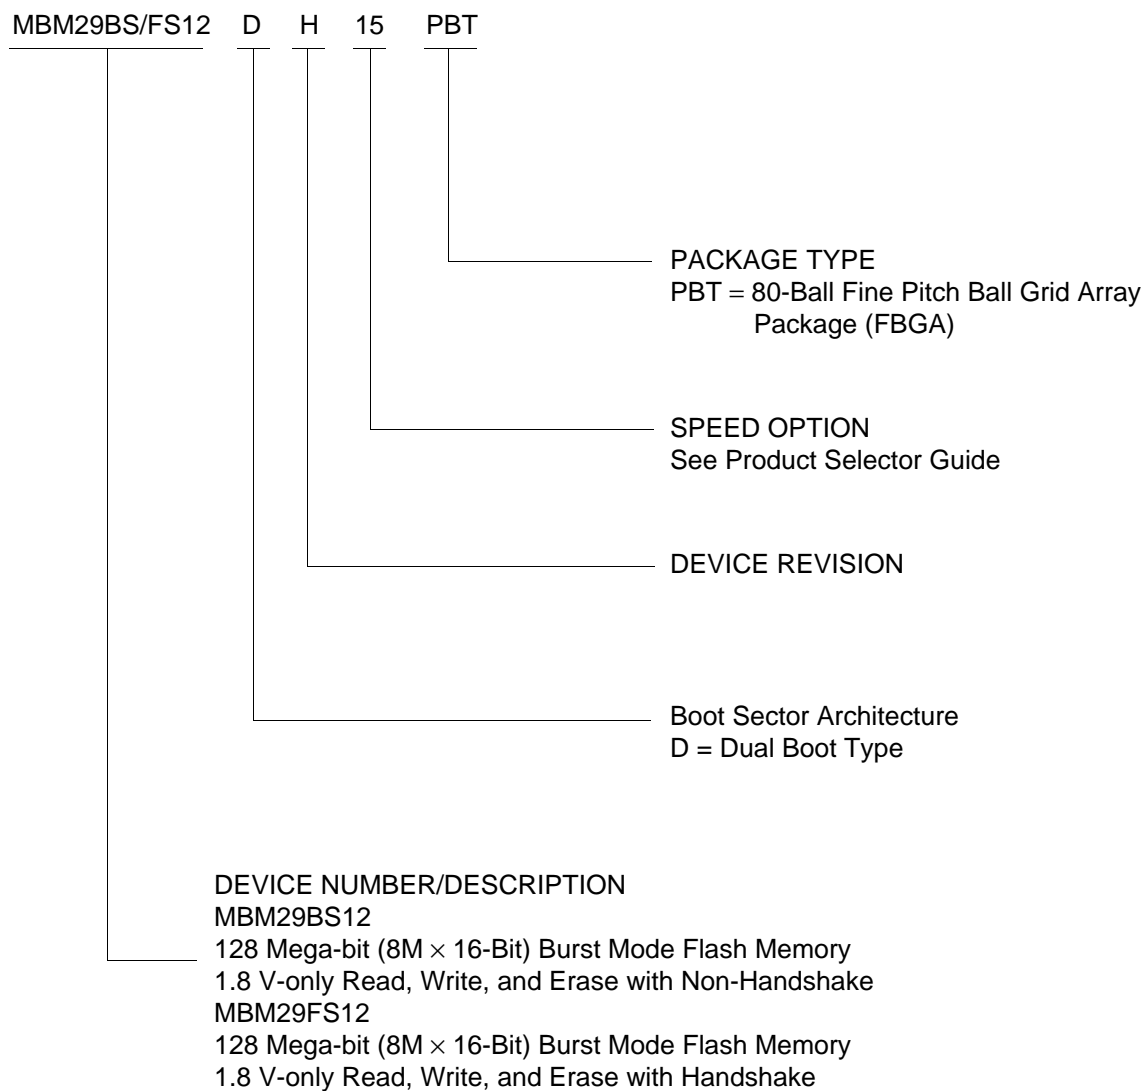 MBM29BS/FS12 D H 15 PBT
PACKAGE TYPE
PBT = 80-Ball Fine Pitch Ball Grid Array
Package (FBGA)
SPEED OPTION
See Product Selector Guide
DEVICE REVISION
Boot Sector Architecture
D = Dual Boot Type
DEVICE NUMBER/DESCRIPTION
MBM29BS12
128 Mega-bit (8M × 16-Bit) Burst Mode Flash Memory
1.8 V-only Read, Write, and Erase with Non-Handshake
MBM29FS12
128 Mega-bit (8M × 16-Bit) Burst Mode Flash Memory
1.8 V-only Read, Write, and Erase with Handshake